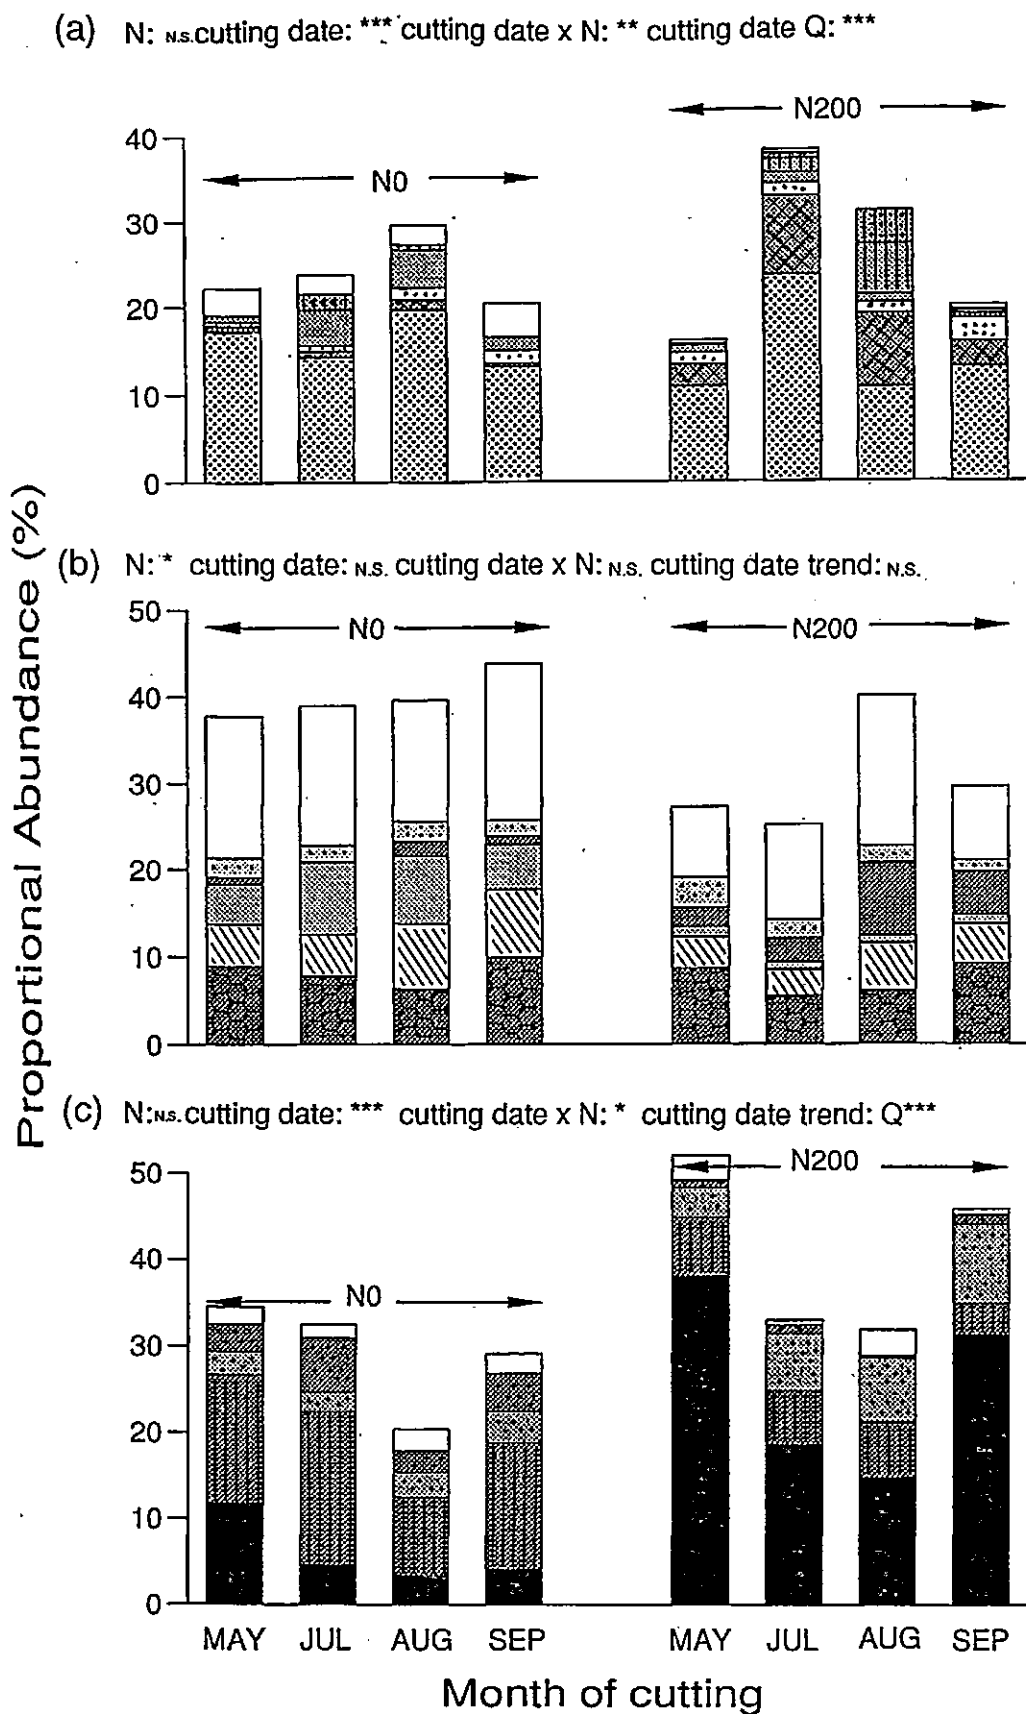 (a) N: N.S. cutting date: *** cutting date x N: ** cutting date Q: ***
N200
40
N0
30
20
10
0
Proportional Abundance (%)
(b) N: * cutting date: N.S. cutting date x N: N.S. cutting date trend: N.S.
50
N0 N200
40
30
20
10
0
(c) N: N.S. cutting date: *** cutting date x N: * cutting date trend: Q***
50
N200
40
N0
30
20
10
0
MAY JUL AUG SEP MAY JUL AUG SEP
Month of cutting